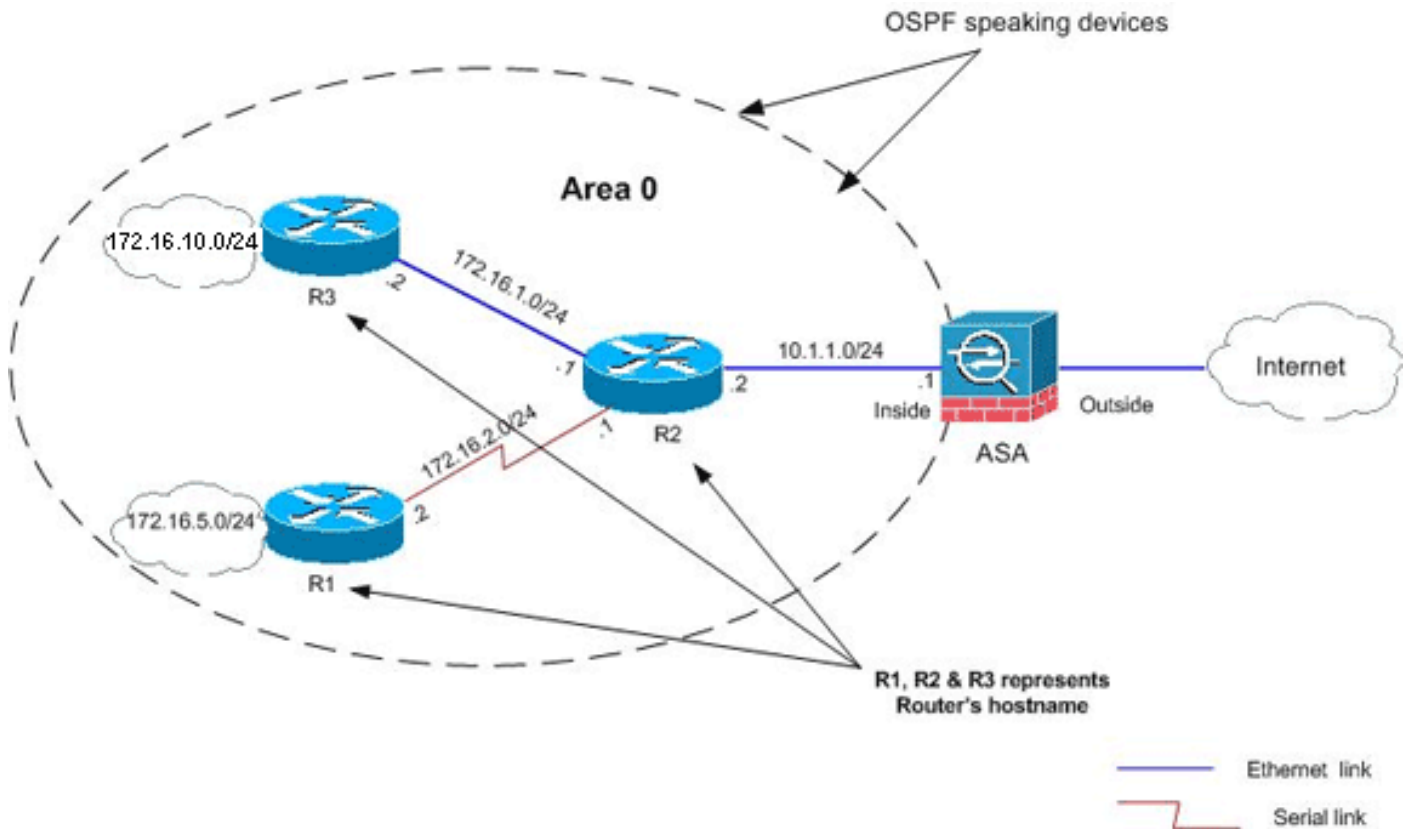 OSPF speaking devices
Area 0
172.16.10.0/24
R3
.2
172.16.1.0/24
.1
R2
.2
10.1.1.0/24
.1
Inside
Outside
ASA
Internet
172.16.2.0/24
.1
.2
172.16.5.0/24
R1
R1, R2 & R3 represents
Router's hostname
Ethernet link
Serial link